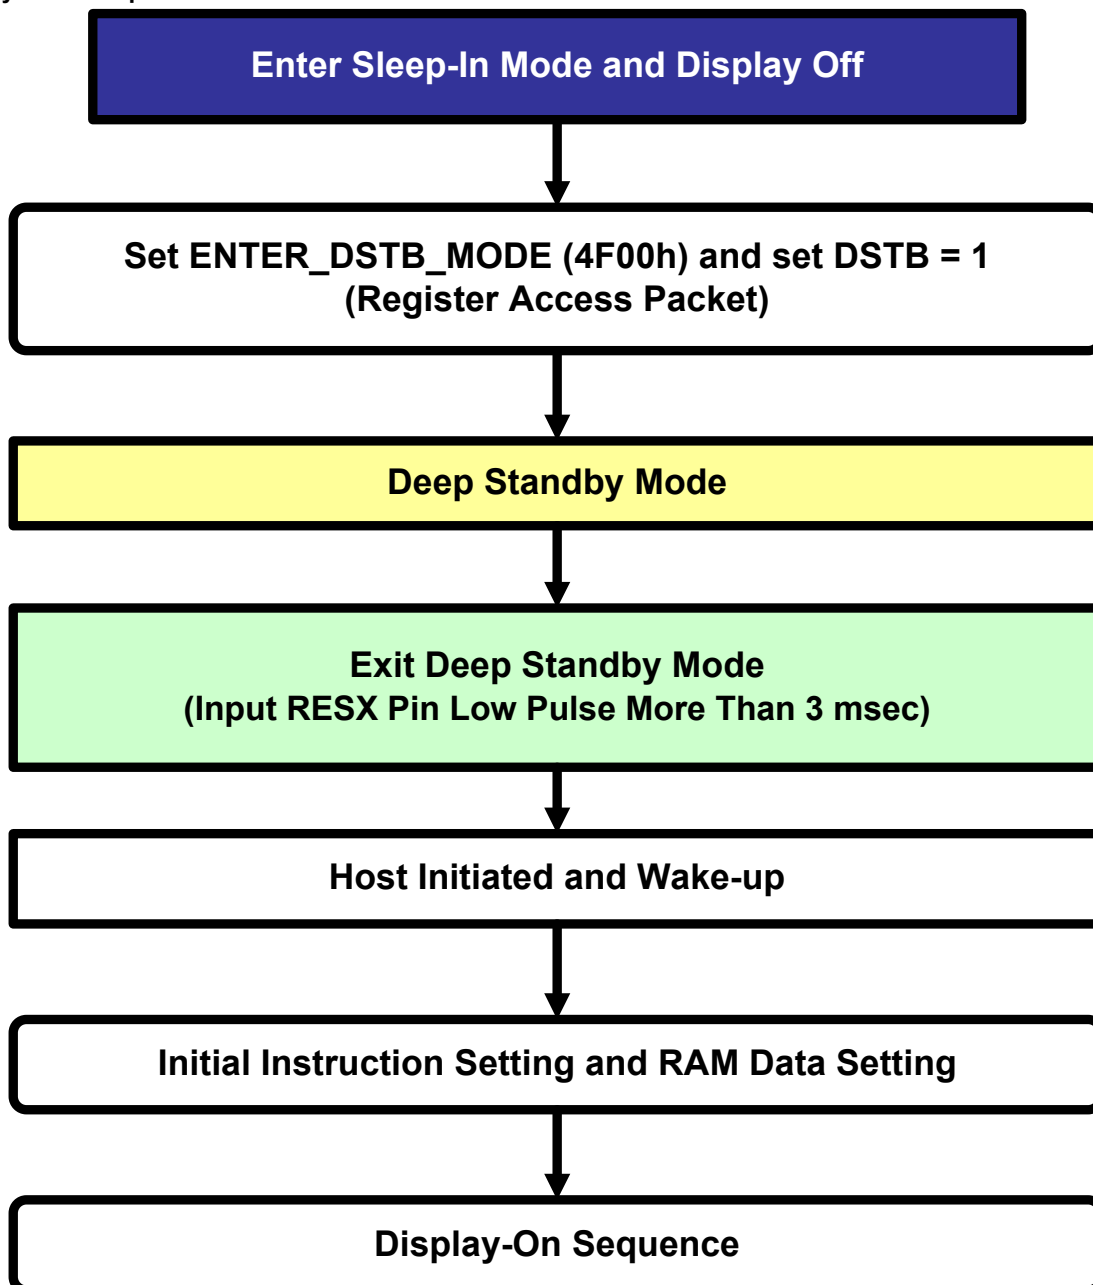 Enter Sleep-In Mode and Display Off
Set ENTER_DSTB_MODE (4F00h) and set DSTB = 1
(Register Access Packet)
Deep Standby Mode
Exit Deep Standby Mode
(Input RESX Pin Low Pulse More Than 3 msec)
Host Initiated and Wake-up
Initial Instruction Setting and RAM Data Setting
Display-On Sequence